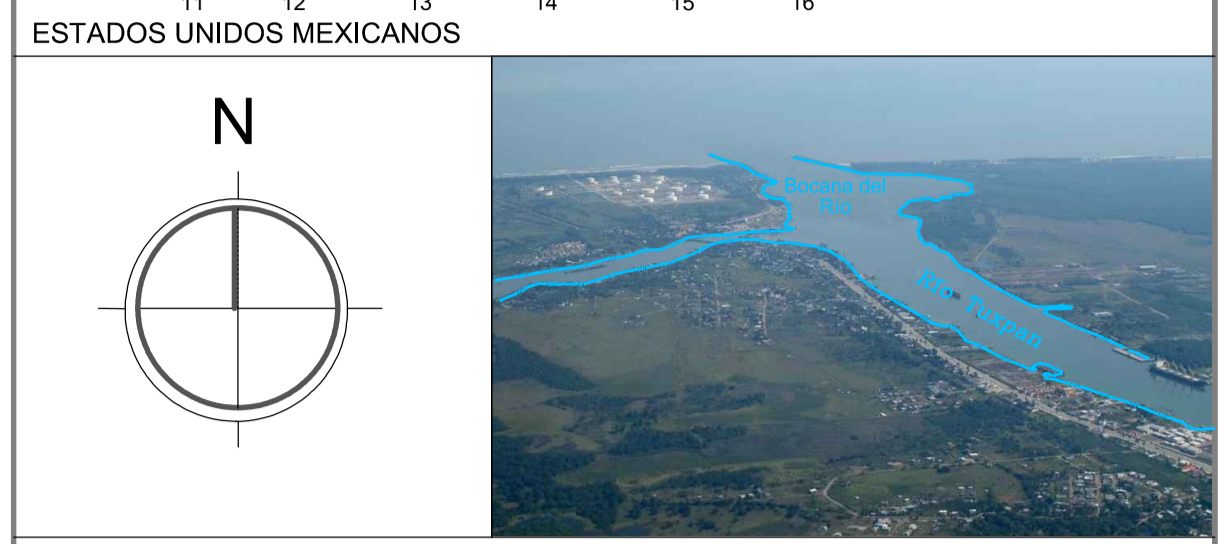 11 12 13 14 15 16
ESTADOS UNIDOS MEXICANOS
N
Bocana del
Río
Río Tuxpan